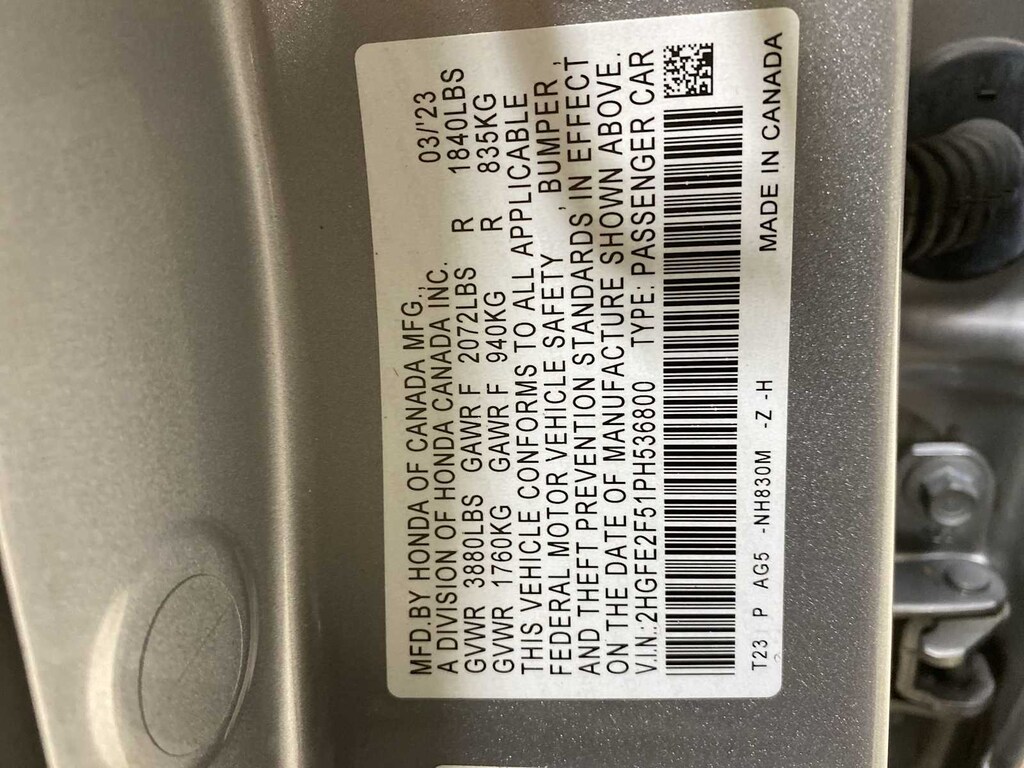 MFD.BY HONDA OF CANADA MFG., 03/'23
A DIVISION OF HONDA CANADA INC.
GVWR 3880LBS GAWR F 2072LBS R 1840LBS
GVWR 1760KG GAWR F 940KG R 835KG
THIS VEHICLE CONFORMS TO ALL APPLICABLE
FEDERAL MOTOR VEHICLE SAFETY, BUMPER,
AND THEFT PREVENTION STANDARDS IN EFFECT
ON THE DATE OF MANUFACTURE SHOWN ABOVE.
V.I.N.:2HGFE2F51PH536800 TYPE: PASSENGER CAR
T23 P AG5 -NH830M -Z -H
MADE IN CANADA